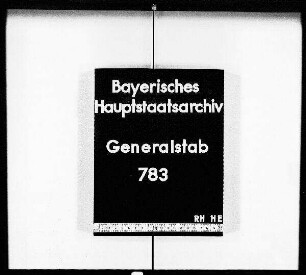 Bayerisches
Hauptstaatsarchiv
Generalstab
783
RH HE